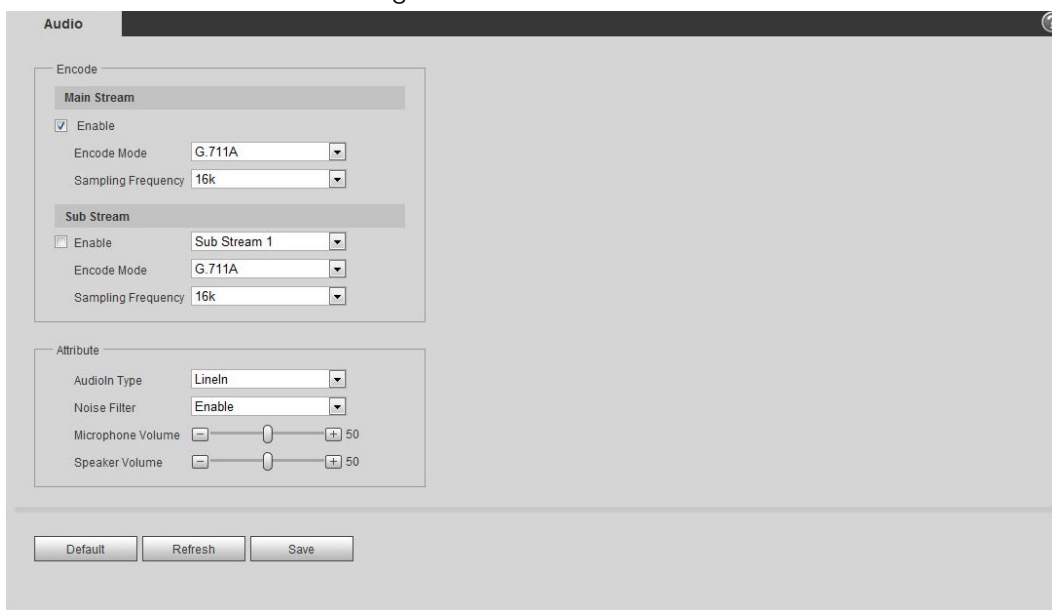 g
Audio
?
Encode
Main Stream
Enable
Encode Mode G.711A
Sampling Frequency 16k
Sub Stream
Enable Sub Stream 1
Encode Mode G.711A
Sampling Frequency 16k
Attribute
AudioIn Type LineIn
Noise Filter Enable
Microphone Volume − + 50
Speaker Volume − + 50
Default Refresh Save